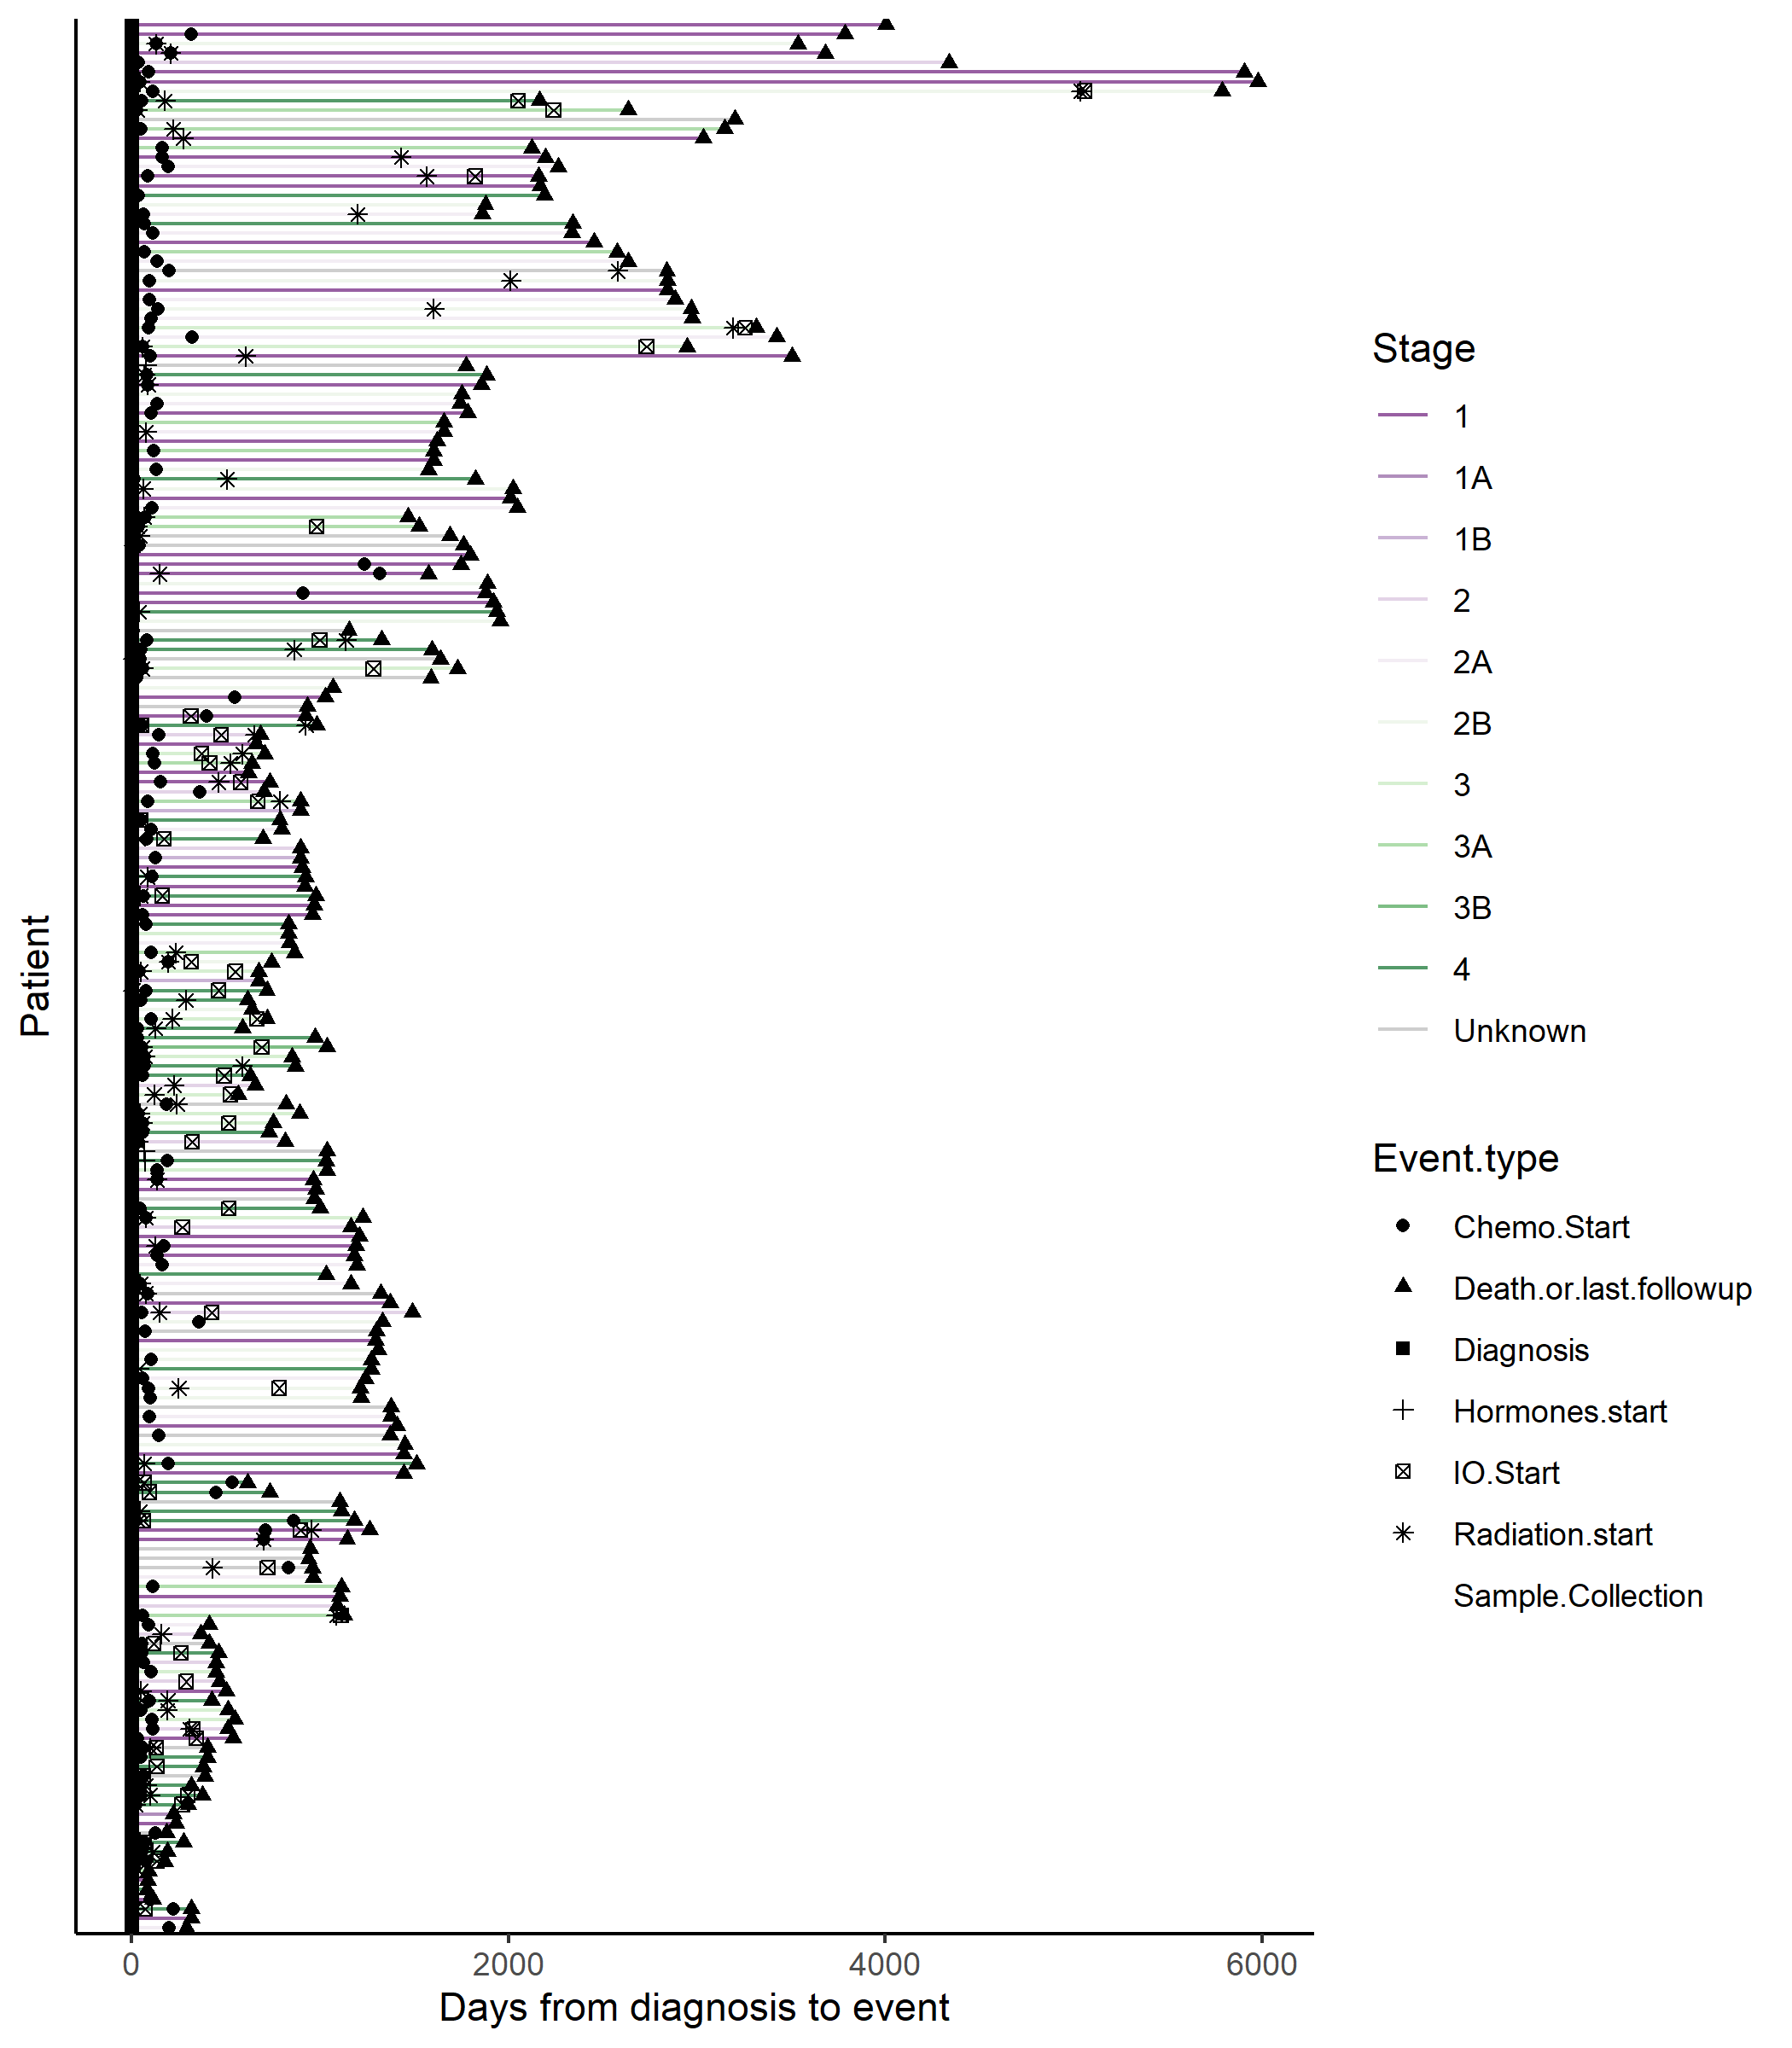 Patient
0
2000
4000
6000
Days from diagnosis to event
Stage
1
1A
1B
2
2A
2B
3
3A
3B
4
Unknown
Event.type
Chemo.Start
Death.or.last.followup
Diagnosis
Hormones.start
IO.Start
Radiation.start
Sample.Collection